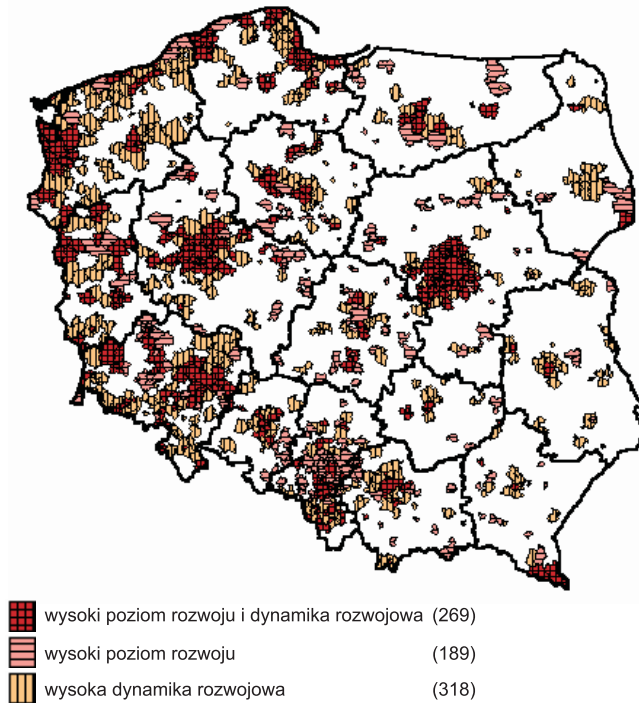 wysoki poziom rozwoju i dynamika rozwojowa (269)
wysoki poziom rozwoju (189)
wysoka dynamika rozwojowa (318)